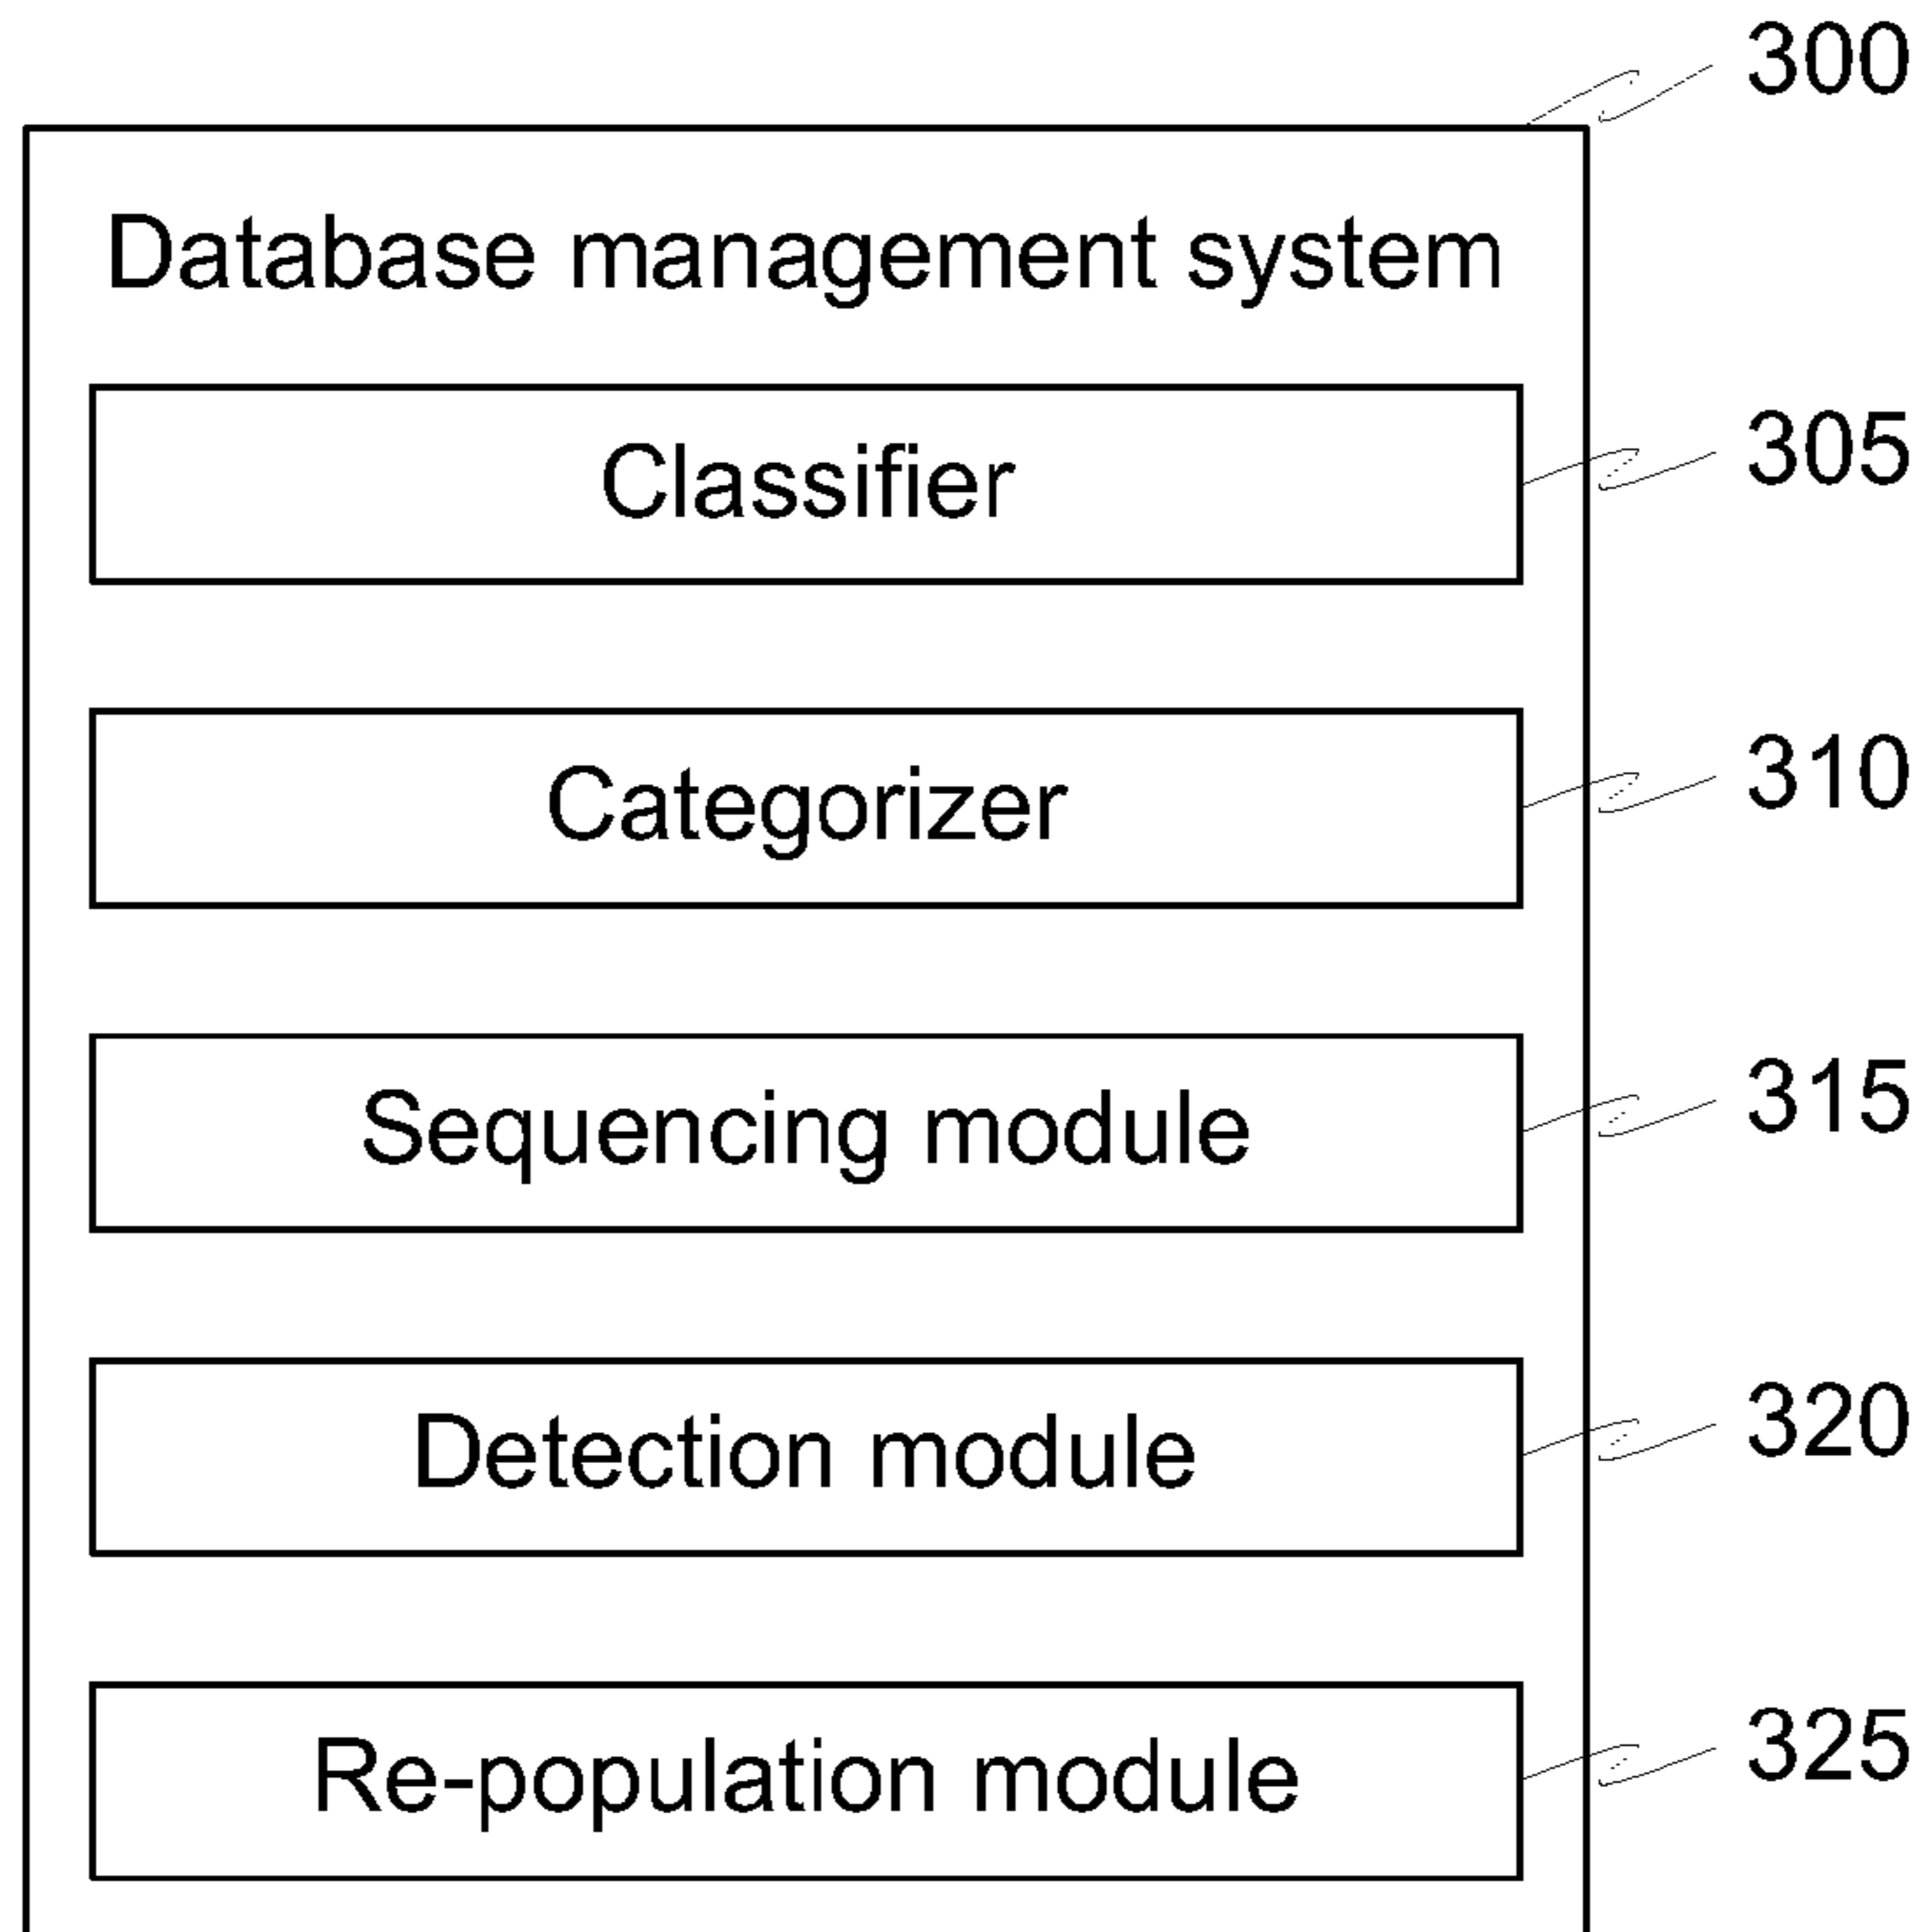 300
Database management system
Classifier
305
Categorizer
310
Sequencing module
315
Detection module
320
Re-population module
325